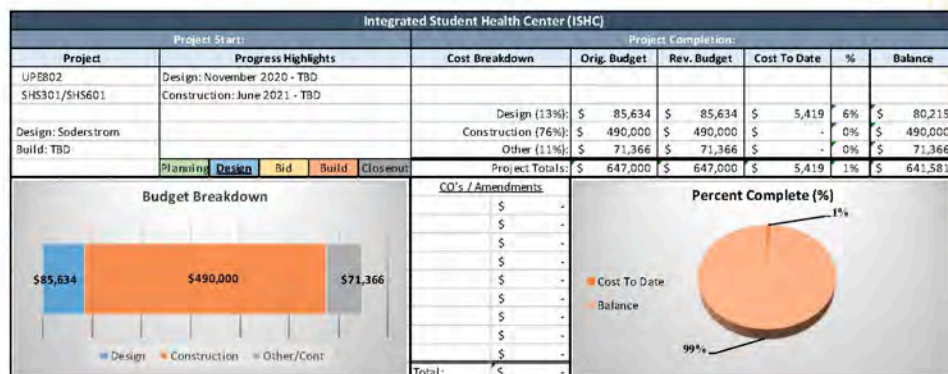 Integrated Student Health Center (ISHC)
Project Start: Project Completion:
Project Progress Highlights Cost Breakdown Orig. Budget Rev. Budget Cost To Date % Balance
UPE802 Design: November 2020 - TBD
SHS301/SHS601 Construction: June 2021 - TBD
Design (13%): $ 85,634 $ 85,634 $ 5,419 6% $ 80,215
Design: Soderstrom Construction (76%): $ 490,000 $ 490,000 $ - 0% $ 490,000
Build: TBD Other (11%): $ 71,366 $ 71,366 $ - 0% $ 71,366
Planning Design Bid Build Closeout Project Totals: $ 647,000 $ 647,000 $ 5,419 1% $ 641,581
Budget Breakdown
$85,634 $490,000 $71,366
Design Construction Other/Cont
CO's / Amendments
$ -
$ -
$ -
$ -
$ -
$ -
$ -
$ -
$ -
Total: $ -
Percent Complete (%)
1%
Cost To Date
Balance
99%